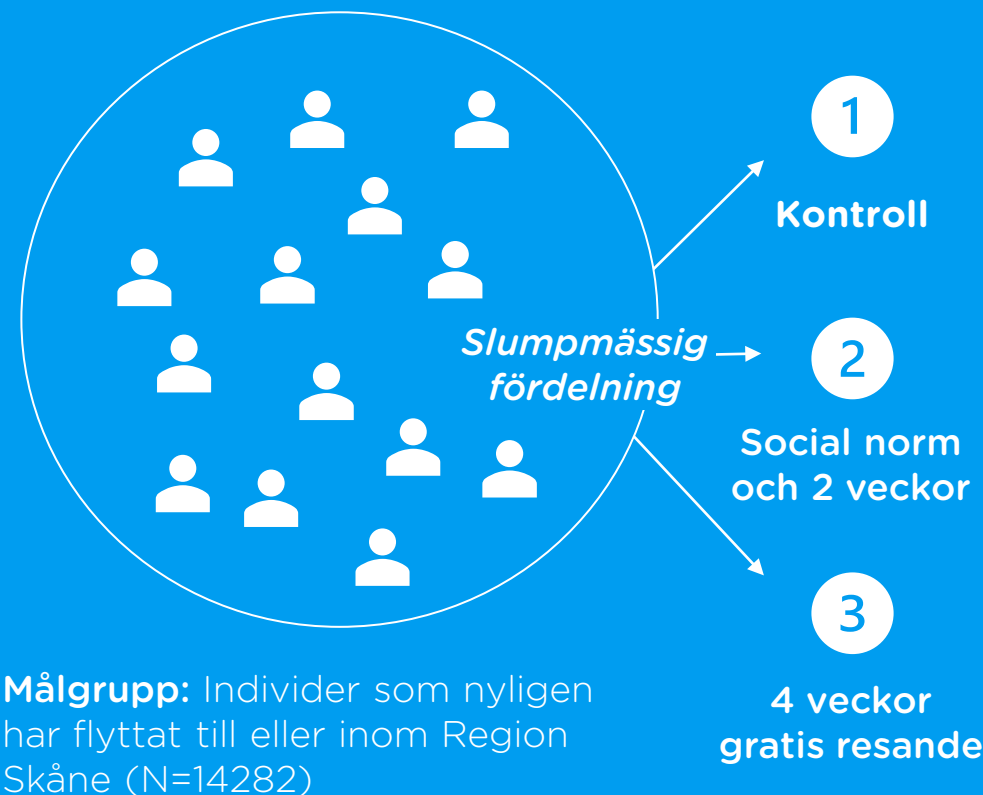 1
Kontroll
Slumpmässig
fördelning
2
Social norm
och 2 veckor
3
4 veckor
gratis resande
Målgrupp: Individer som nyligen
har flyttat till eller inom Region
Skåne (N=14282)